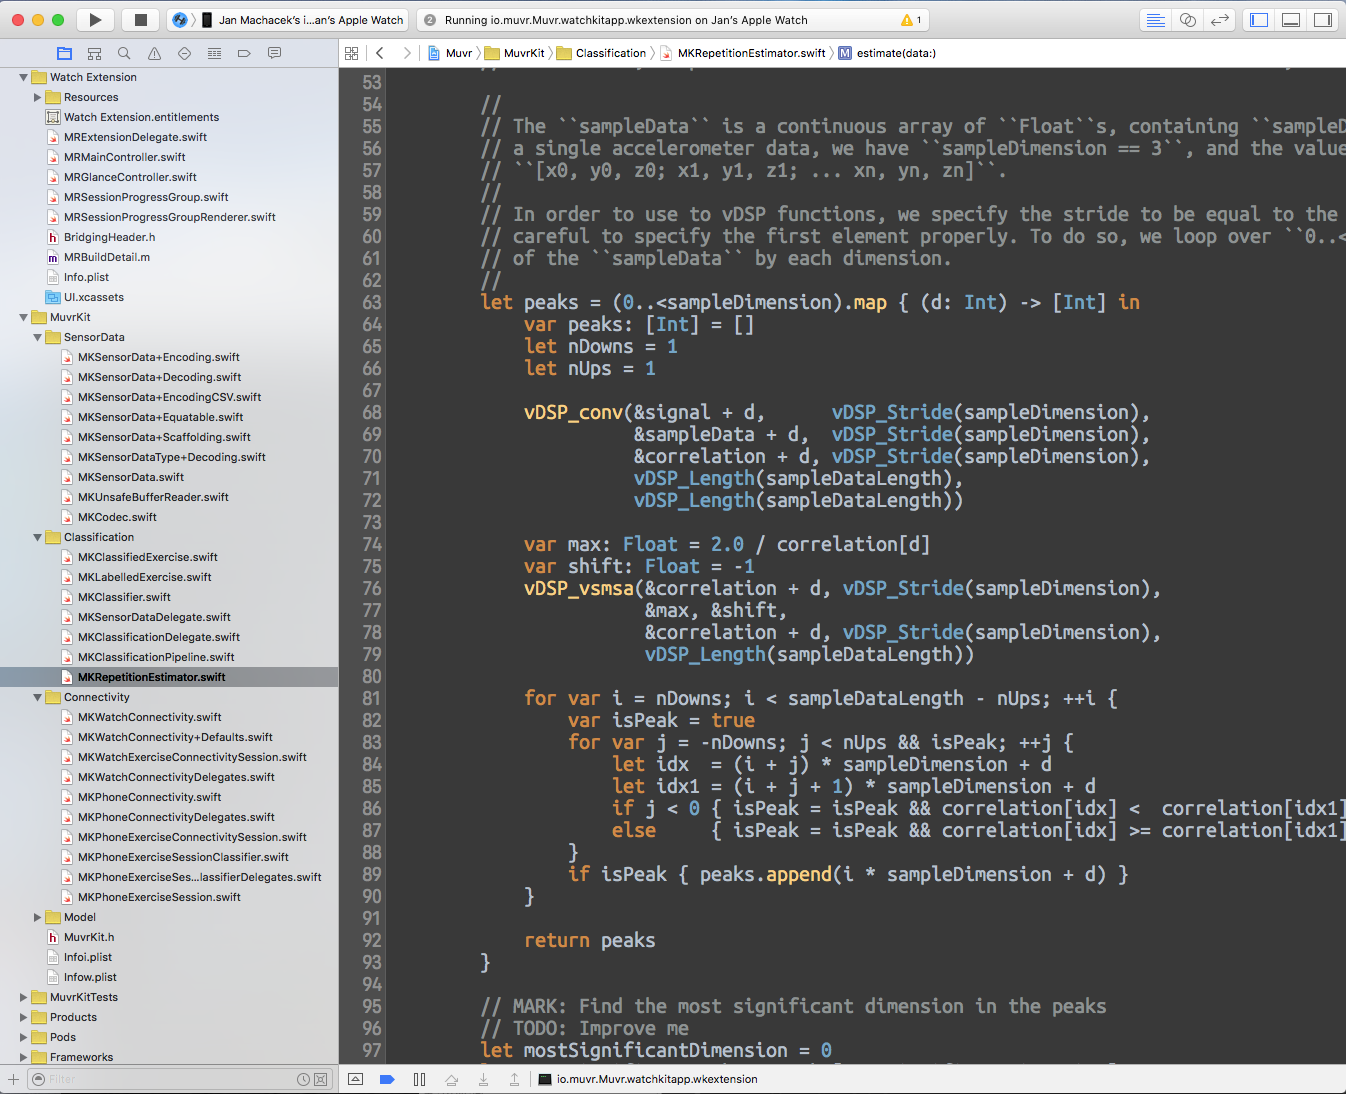 Jan Machacek's i...an's Apple Watch
2 Running io.muvr.Muvr.watchkitapp.wkextension on Jan's Apple Watch
1
Muvr
MuvrKit
Classification
MKRepetitionEstimator.swift
M estimate(data:)
Watch Extension
Resources
Watch Extension.entitlements
MRExtensionDelegate.swift
MRMainController.swift
MRGlanceController.swift
MRSessionProgressGroup.swift
MRSessionProgressGroupRenderer.swift
h BridgingHeader.h
m MRBuildDetail.m
Info.plist
UI.xcassets
MuvrKit
SensorData
MKSensorData+Encoding.swift
MKSensorData+Decoding.swift
MKSensorData+EncodingCSV.swift
MKSensorData+Equatable.swift
MKSensorData+Scaffolding.swift
MKSensorDataType+Decoding.swift
MKSensorData.swift
MKUnsafeBufferReader.swift
MKCodec.swift
Classification
MKClassifiedExercise.swift
MKLabelledExercise.swift
MKClassifier.swift
MKSensorDataDelegate.swift
MKClassificationDelegate.swift
MKClassificationPipeline.swift
MKRepetitionEstimator.swift
Connectivity
MKWatchConnectivity.swift
MKWatchConnectivity+Defaults.swift
MKWatchExerciseConnectivitySession.swift
MKWatchConnectivityDelegates.swift
MKPhoneConnectivity.swift
MKPhoneConnectivityDelegates.swift
MKPhoneExerciseConnectivitySession.swift
MKPhoneExerciseSessionClassifier.swift
MKPhoneExerciseSes...lassifierDelegates.swift
MKPhoneExerciseSession.swift
Model
h MuvrKit.h
Infoi.plist
Infow.plist
MuvrKitTests
Products
Pods
Frameworks
Filter
53
54 //
55 // The ``sampleData`` is a continuous array of ``Float``s, containing ``sampleD
56 // a single accelerometer data, we have ``sampleDimension == 3``, and the value
57 // ``[x0, y0, z0; x1, y1, z1; ... xn, yn, zn]``.
58 //
59 // In order to use to vDSP functions, we specify the stride to be equal to the
60 // careful to specify the first element properly. To do so, we loop over ``0..<
61 // of the ``sampleData`` by each dimension.
62 //
63 let peaks = (0..<sampleDimension).map { (d: Int) -> [Int] in
64 var peaks: [Int] = []
65 let nDowns = 1
66 let nUps = 1
67
68 vDSP_conv(&signal + d, vDSP_Stride(sampleDimension),
69 &sampleData + d, vDSP_Stride(sampleDimension),
70 &correlation + d, vDSP_Stride(sampleDimension),
71 vDSP_Length(sampleDataLength),
72 vDSP_Length(sampleDataLength))
73
74 var max: Float = 2.0 / correlation[d]
75 var shift: Float = -1
76 vDSP_vsmsa(&correlation + d, vDSP_Stride(sampleDimension),
77 &max, &shift,
78 &correlation + d, vDSP_Stride(sampleDimension),
79 vDSP_Length(sampleDataLength))
80
81 for var i = nDowns; i < sampleDataLength - nUps; ++i {
82 var isPeak = true
83 for var j = -nDowns; j < nUps && isPeak; ++j {
84 let idx = (i + j) * sampleDimension + d
85 let idx1 = (i + j + 1) * sampleDimension + d
86 if j < 0 { isPeak = isPeak && correlation[idx] < correlation[idx1]
87 else { isPeak = isPeak && correlation[idx] >= correlation[idx1]
88 }
89 if isPeak { peaks.append(i * sampleDimension + d) }
90 }
91
92 return peaks
93 }
94
95 // MARK: Find the most significant dimension in the peaks
96 // TODO: Improve me
97 let mostSignificantDimension = 0
io.muvr.Muvr.watchkitapp.wkextension